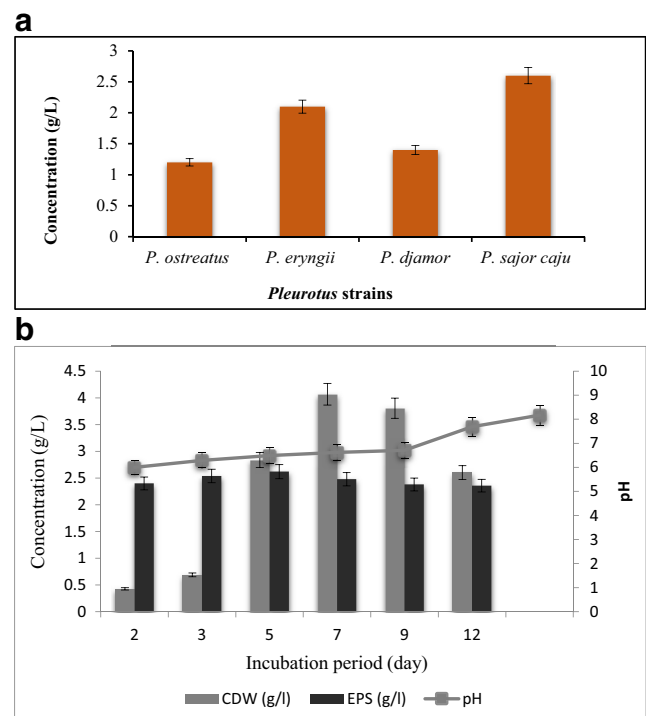 a
Concentration (g/L)
3
2.5
2
1.5
1
0.5
0
P. ostreatus P. eryngii P. djamor P. sajor caju
Pleurotus strains
b
Concentration (g/L)
4.5
4
3.5
3
2.5
2
1.5
1
0.5
0
10
9
8
7
6
5
4
3
2
1
0
pH
2 3 5 7 9 12
Incubation period (day)
CDW (g/l) EPS (g/l) pH